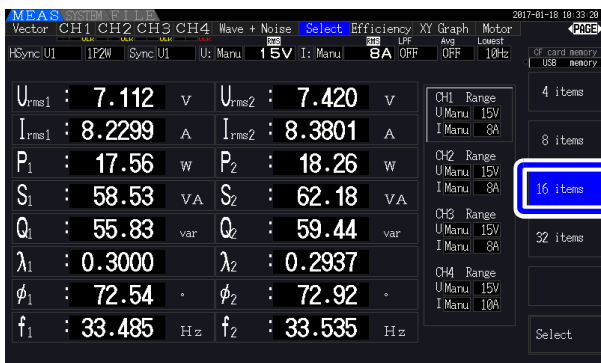 MEAS SYSTEM FILE 2017-01-18 10:33:20
Vector CH1 CH2 CH3 CH4 Wave + Noise Select Efficiency XY Graph Motor PAGE
ULR ULR ULR ULR RMS RMS LPF Avg Lowest
HSync U1 1P2W Sync U1 U: Manu 15V I: Manu 8A OFF OFF 10Hz
CF card memory
USB memory
Urms1 : 7.112 V Urms2 : 7.420 V
Irms1 : 8.2299 A Irms2 : 8.3801 A
P1 : 17.56 W P2 : 18.26 W
S1 : 58.53 VA S2 : 62.18 VA
Q1 : 55.83 var Q2 : 59.44 var
λ1 : 0.3000 λ2 : 0.2937
ϕ1 : 72.54 ° ϕ2 : 72.92 °
f1 : 33.485 Hz f2 : 33.535 Hz
CH1 Range
U Manu 15V
I Manu 8A
CH2 Range
U Manu 15V
I Manu 8A
CH3 Range
U Manu 15V
I Manu 8A
CH4 Range
U Manu 15V
I Manu 10A
4 items
8 items
16 items
32 items
Select